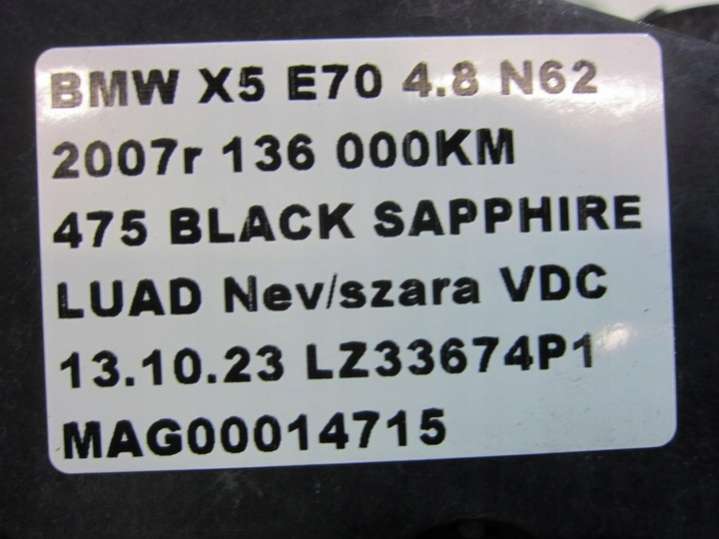 BMW X5 E70 4.8 N62
2007r 136 000KM
475 BLACK SAPPHIRE
LUAD Nev/szara VDC
13.10.23 LZ33674P1
MAG00014715